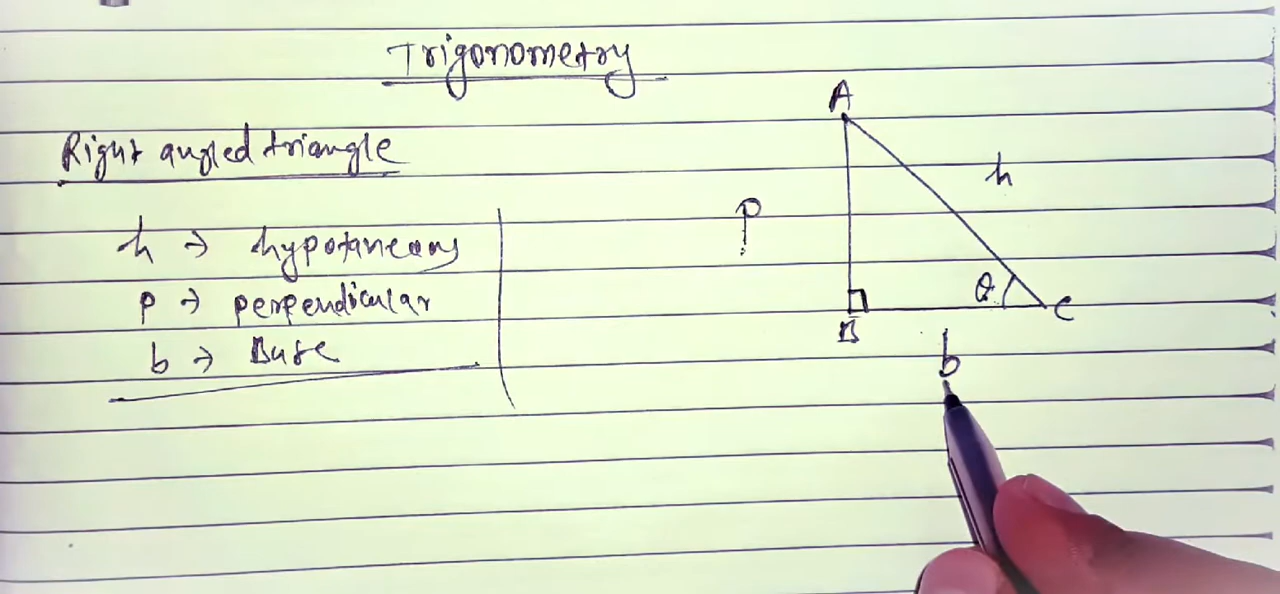 Trigonometry
Right angled triangle
h → hypotaneous
p → perpendicular
b → Base
A
h
P
θ
B
C
b